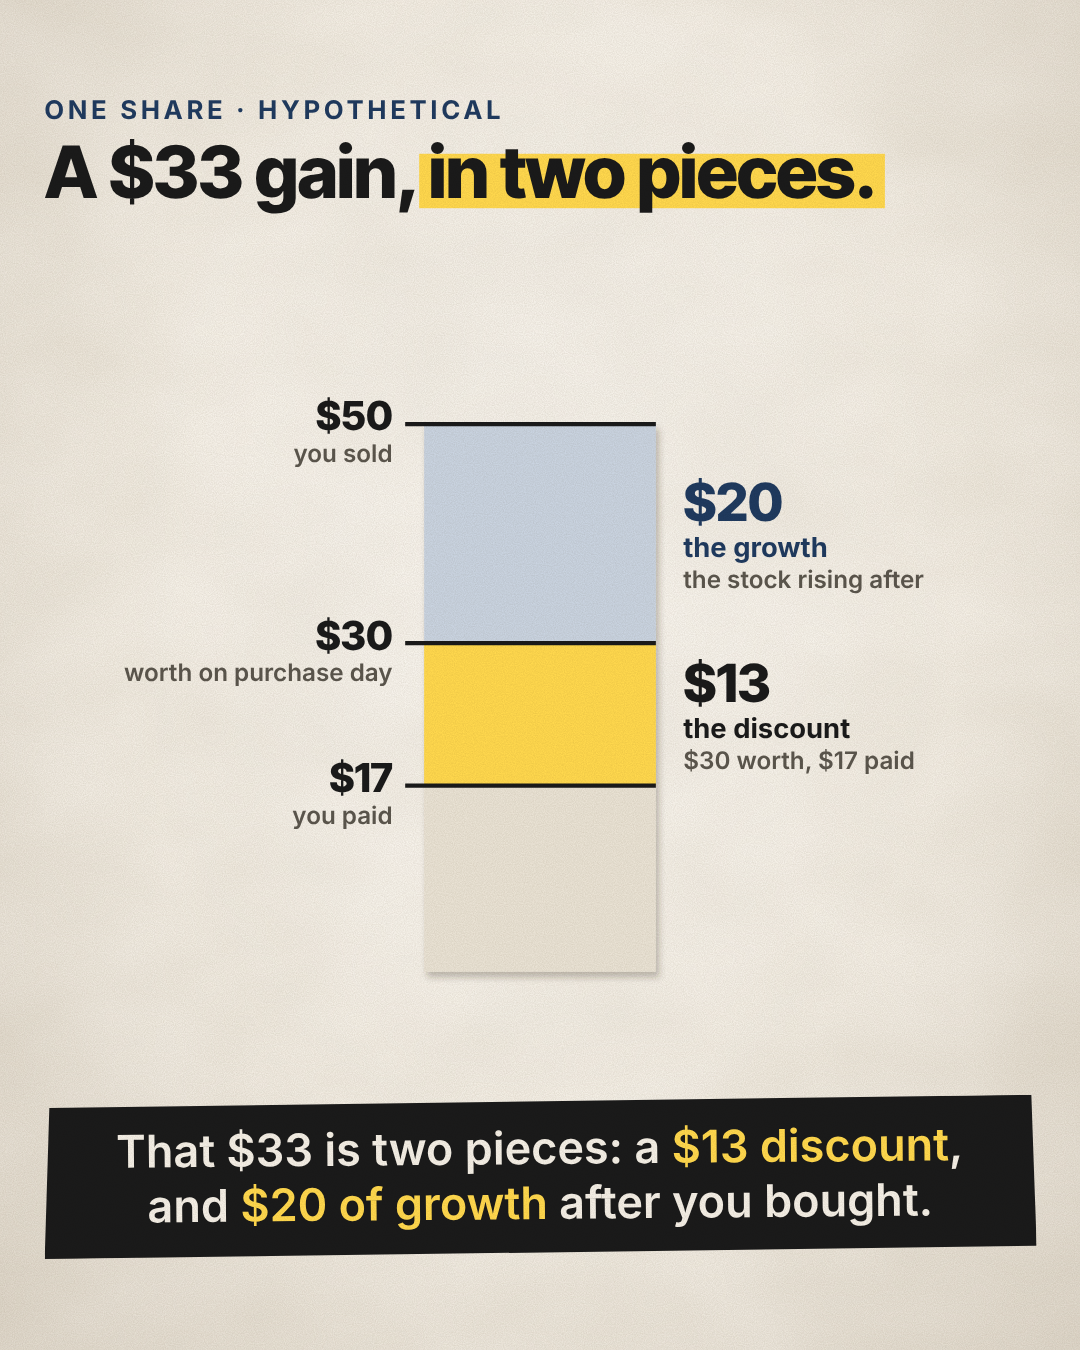 ONE SHARE · HYPOTHETICAL
A $33 gain, in two pieces.
$50
you sold
$20
the growth
the stock rising after
$30
worth on purchase day
$13
the discount
$30 worth, $17 paid
$17
you paid
That $33 is two pieces: a $13 discount,
and $20 of growth after you bought.